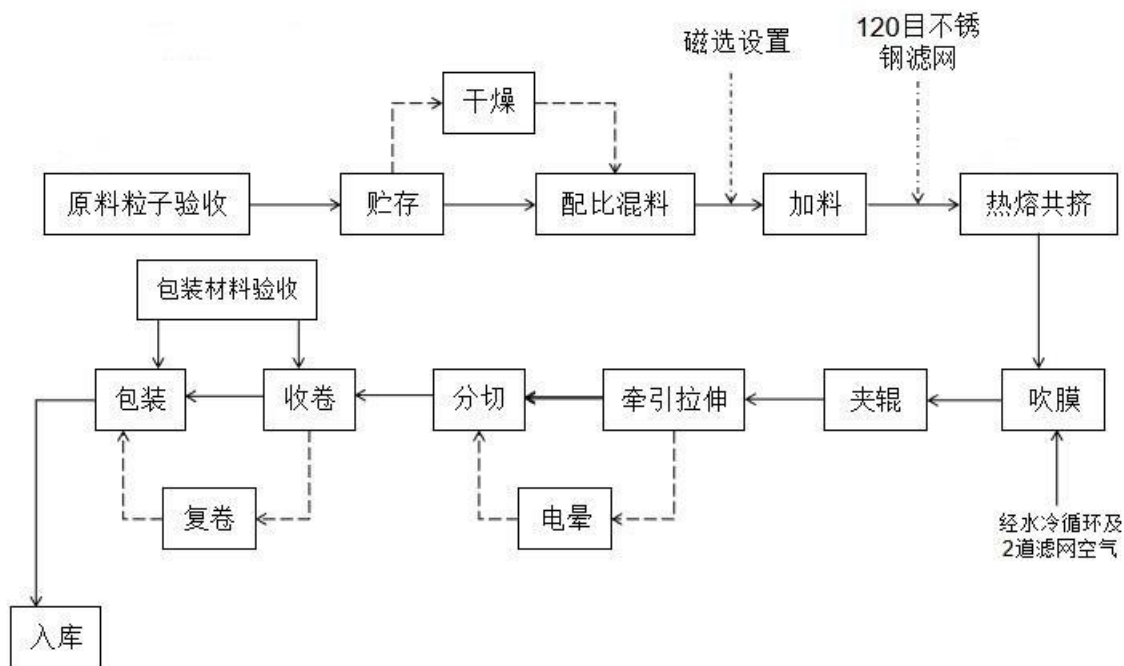 磁选设置
120目不锈
钢滤网
干燥
原料粒子验收
贮存
配比混料
加料
热熔共挤
包装材料验收
包装
收卷
分切
牵引拉伸
夹辊
吹膜
复卷
电晕
经水冷循环及
2道滤网空气
入库